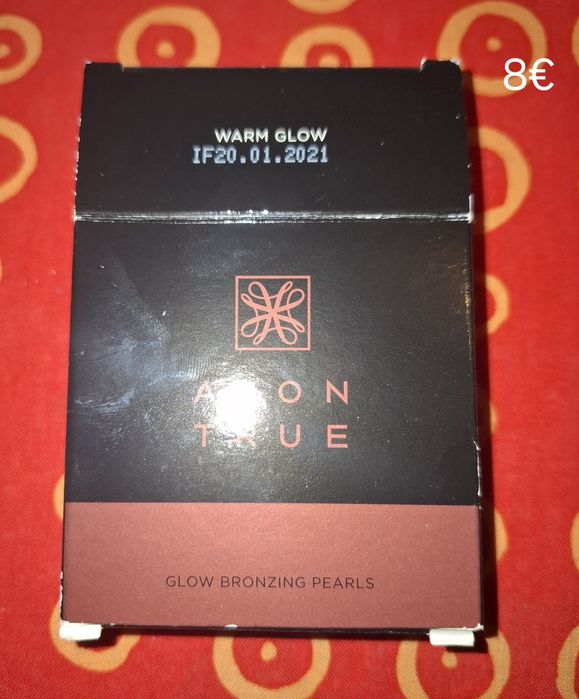 8€
WARM GLOW
IF20.01.2021
AVON
TRUE
GLOW BRONZING PEARLS